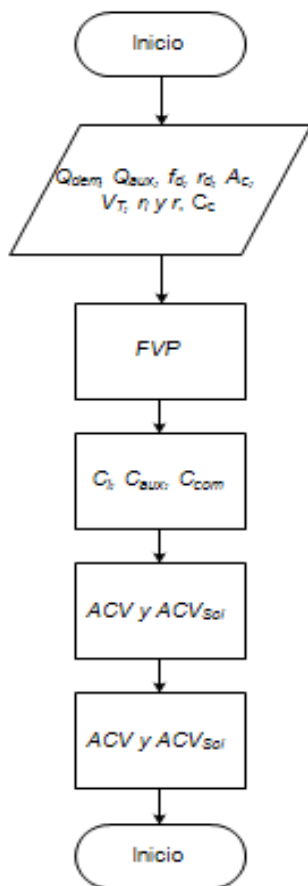 Inicio
Qdem, Qaux, fd, rd, Ac,
VT, η y r, Cc
FVP
Ci, Caux, Ccom
ACV y ACVSol
ACV y ACVSol
Inicio